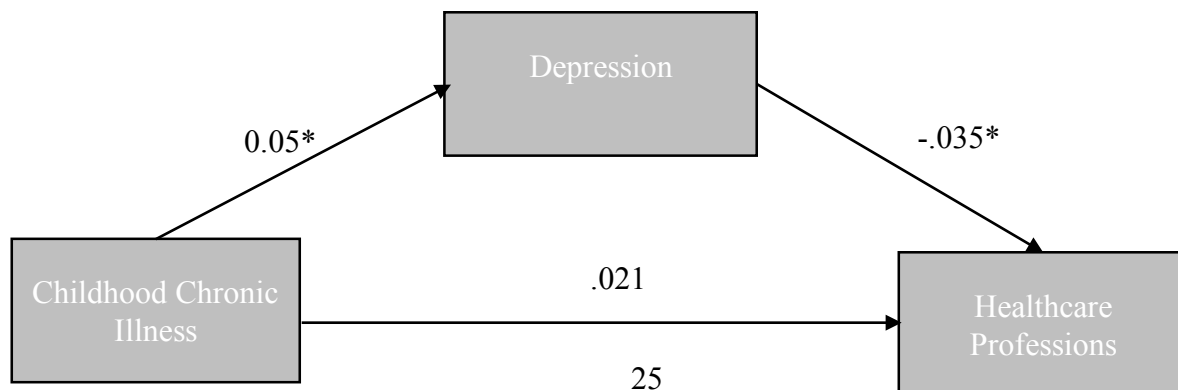 Depression
0.05*
-.035*
Childhood Chronic
Illness
.021
Healthcare
Professions
25